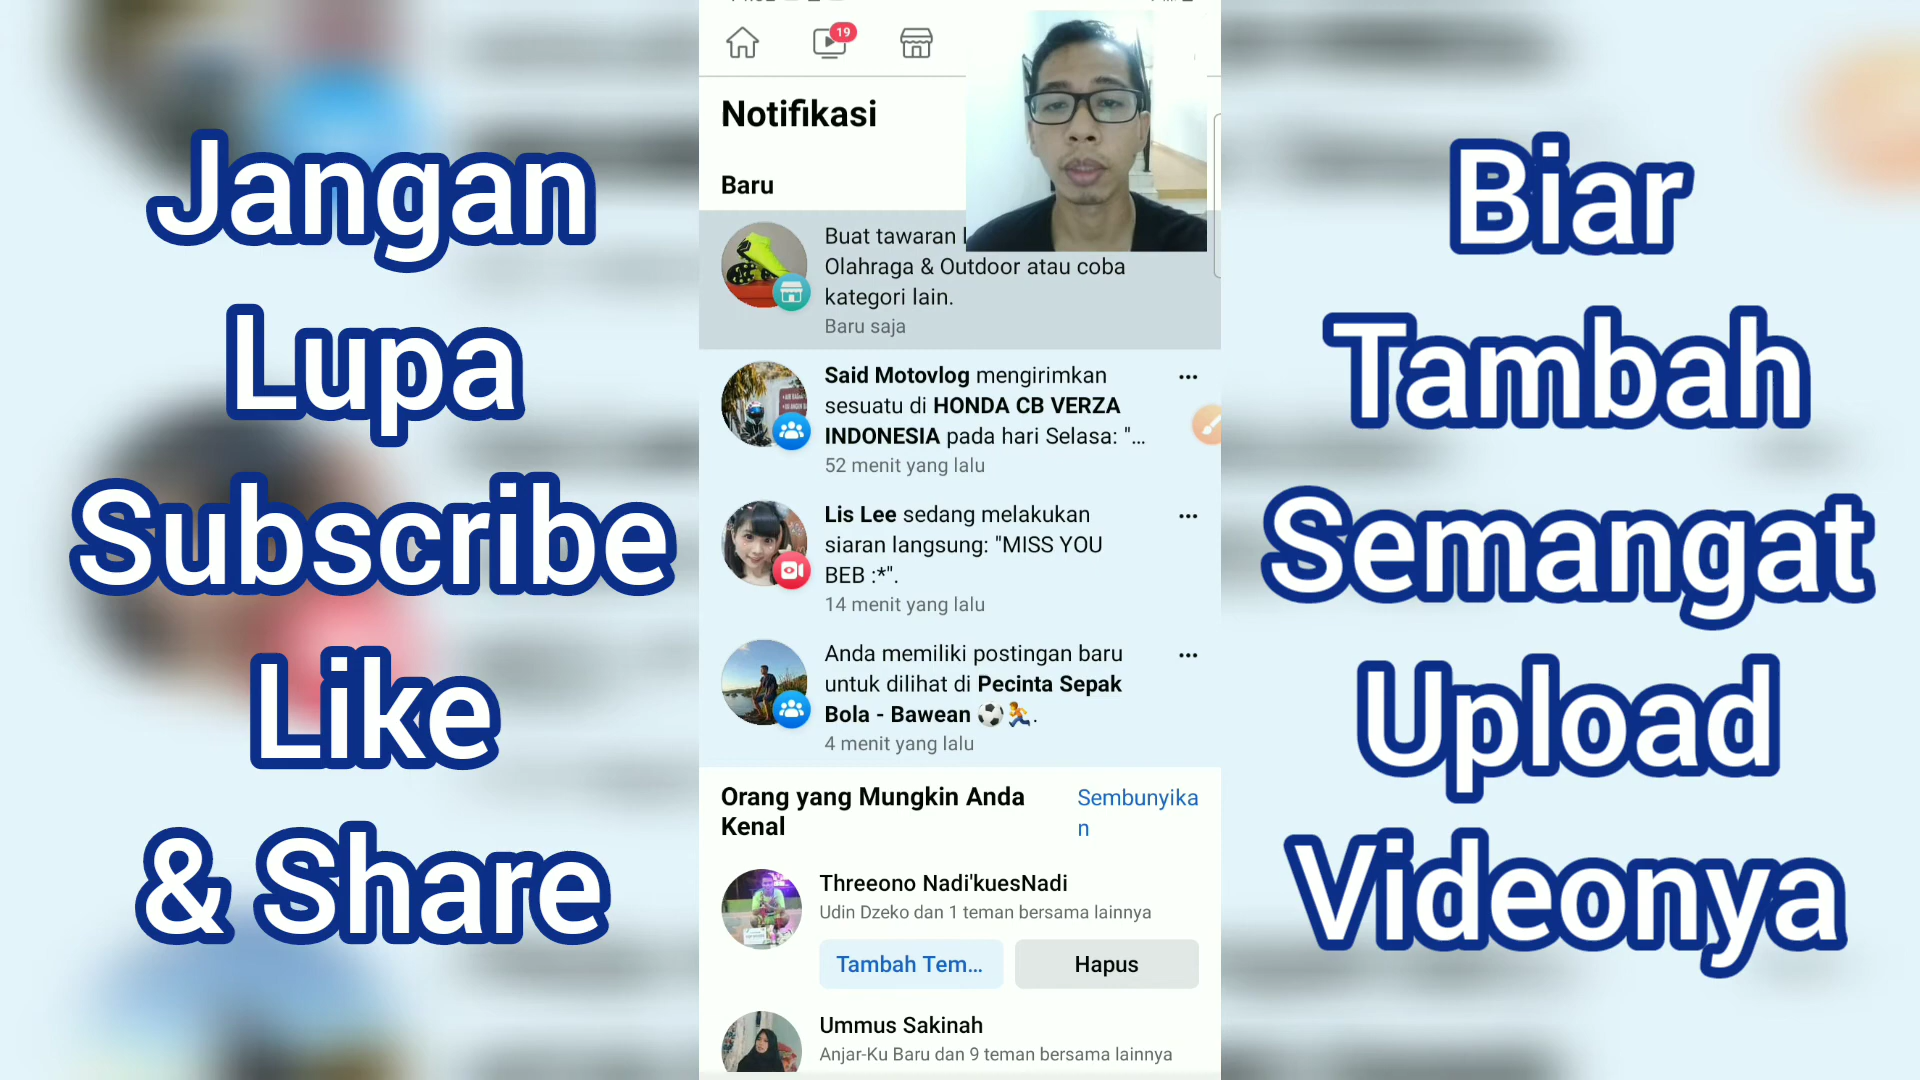 Jangan
Lupa
Subscribe
Like
& Share
19
Notifikasi
Baru
Buat tawaran
Olahraga & Outdoor atau coba
kategori lain.
Baru saja
Said Motovlog mengirimkan
sesuatu di HONDA CB VERZA
INDONESIA pada hari Selasa: "...
52 menit yang lalu
Lis Lee sedang melakukan
siaran langsung: "MISS YOU
BEB :*".
14 menit yang lalu
Anda memiliki postingan baru
untuk dilihat di Pecinta Sepak
Bola - Bawean ⚽🏃.
4 menit yang lalu
Orang yang Mungkin Anda
Kenal
Sembunyika
n
Threeono Nadi'kuesNadi
Udin Dzeko dan 1 teman bersama lainnya
Tambah Tem...
Hapus
Ummus Sakinah
Anjar-Ku Baru dan 9 teman bersama lainnya
Biar
Tambah
Semangat
Upload
Videonya